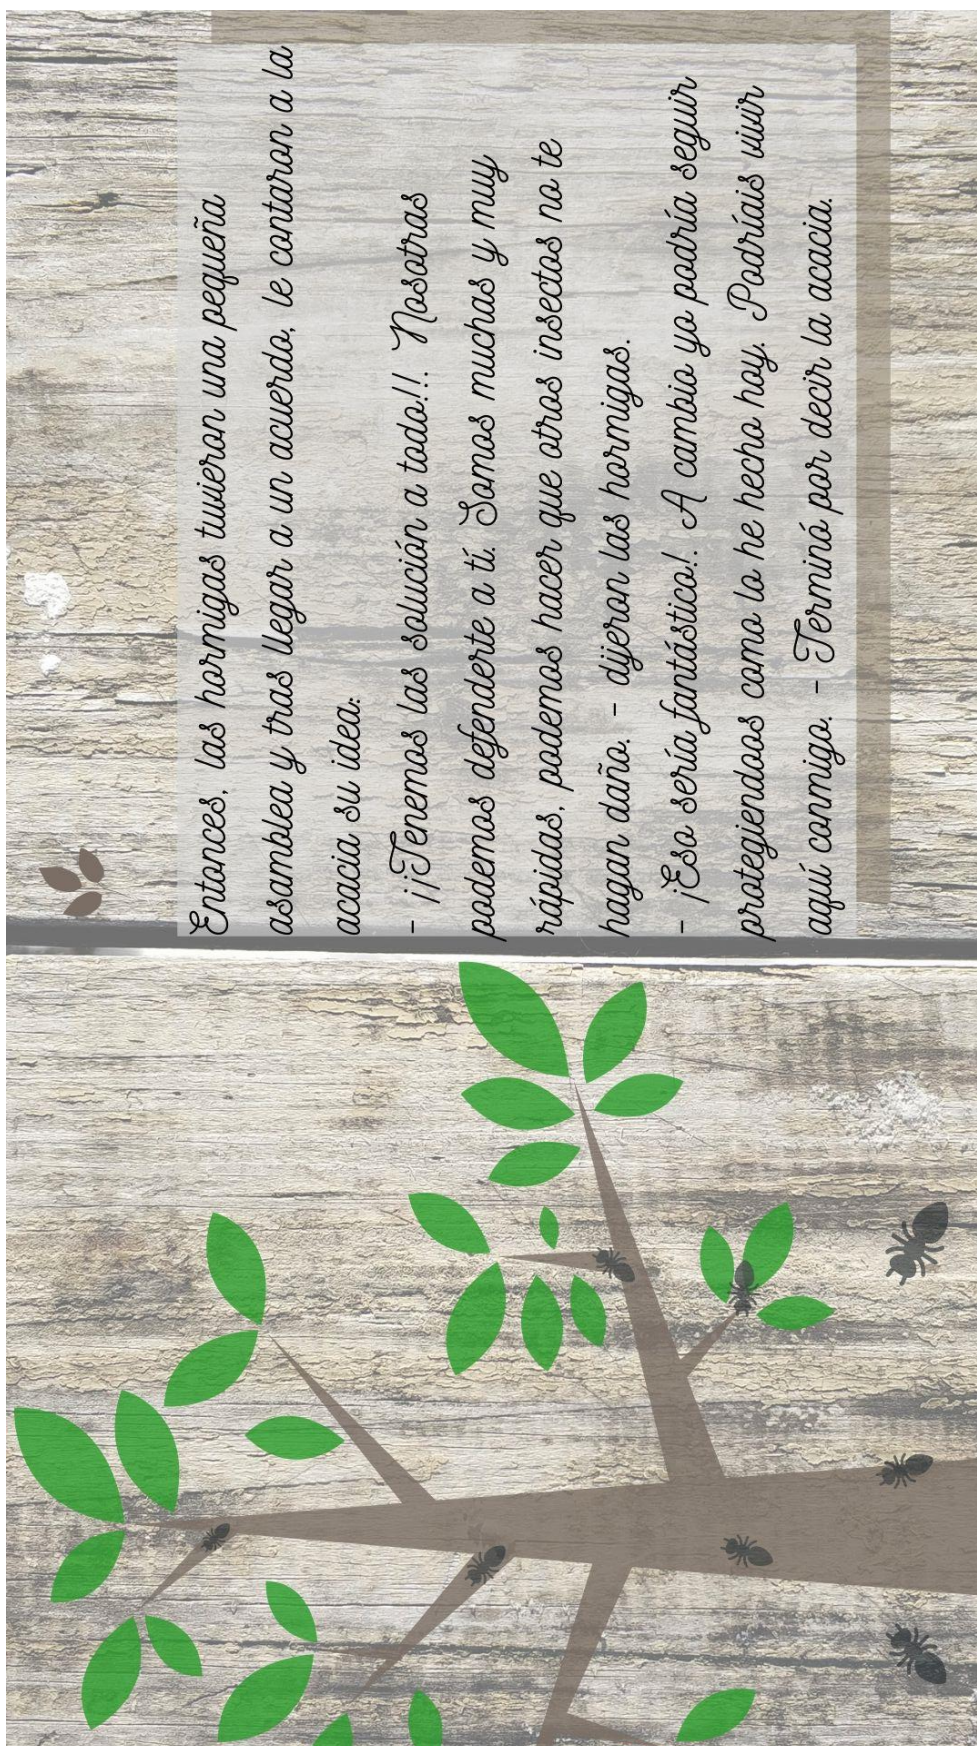 Entonces, las hormigas tuvieron una pequeña
asamblea y tras llegar a un acuerdo, le contaron a la
acacia su idea:
- ¡¡Tenemos las solución a todo!!. Nosotras
podemos defenderte a tí. Somos muchas y muy
rápidas, podemos hacer que otros insectos no te
hagan daño. - dijeron las hormigas.
- ¡Eso sería fantástico!. A cambio yo podría seguir
protegiendoos como lo he hecho hoy. Podríais vivir
aquí conmigo. - Terminó por decir la acacia.